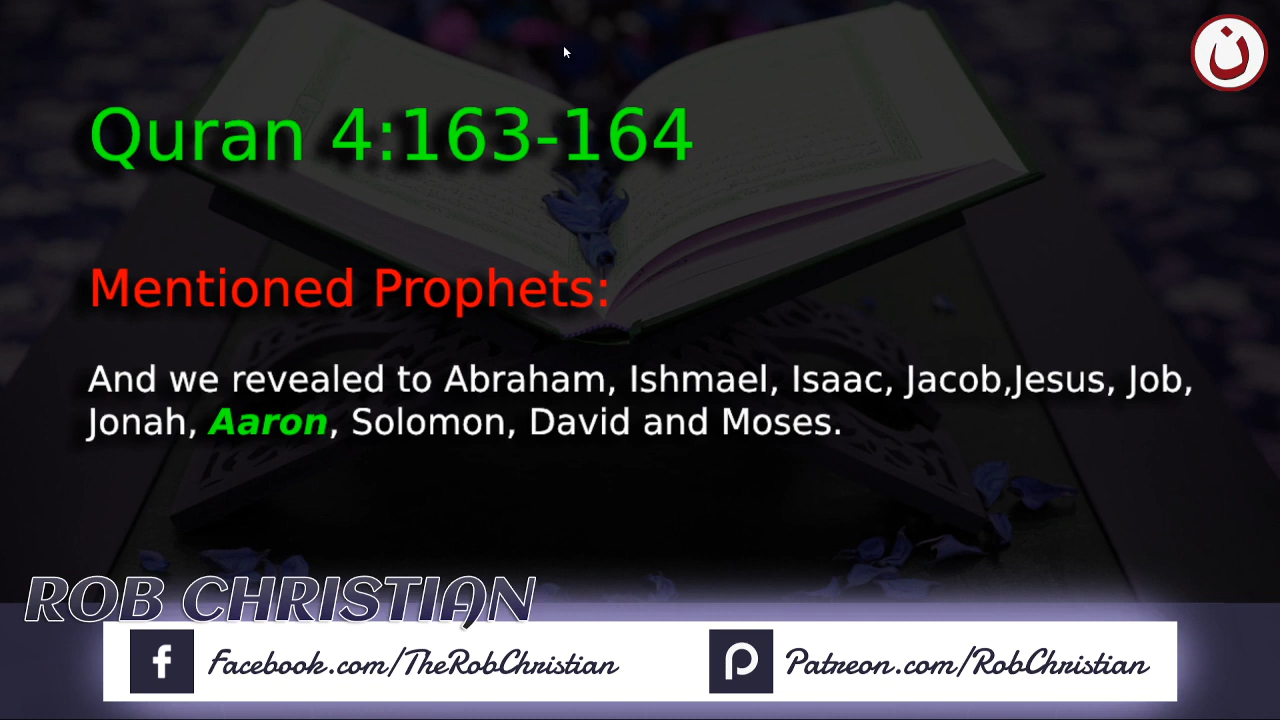 ن
Quran 4:163-164
Mentioned Prophets:
And we revealed to Abraham, Ishmael, Isaac, Jacob,Jesus, Job,
Jonah, Aaron, Solomon, David and Moses.
ROB CHRISTIAN
Facebook.com/TheRobChristian
Patreon.com/RobChristian